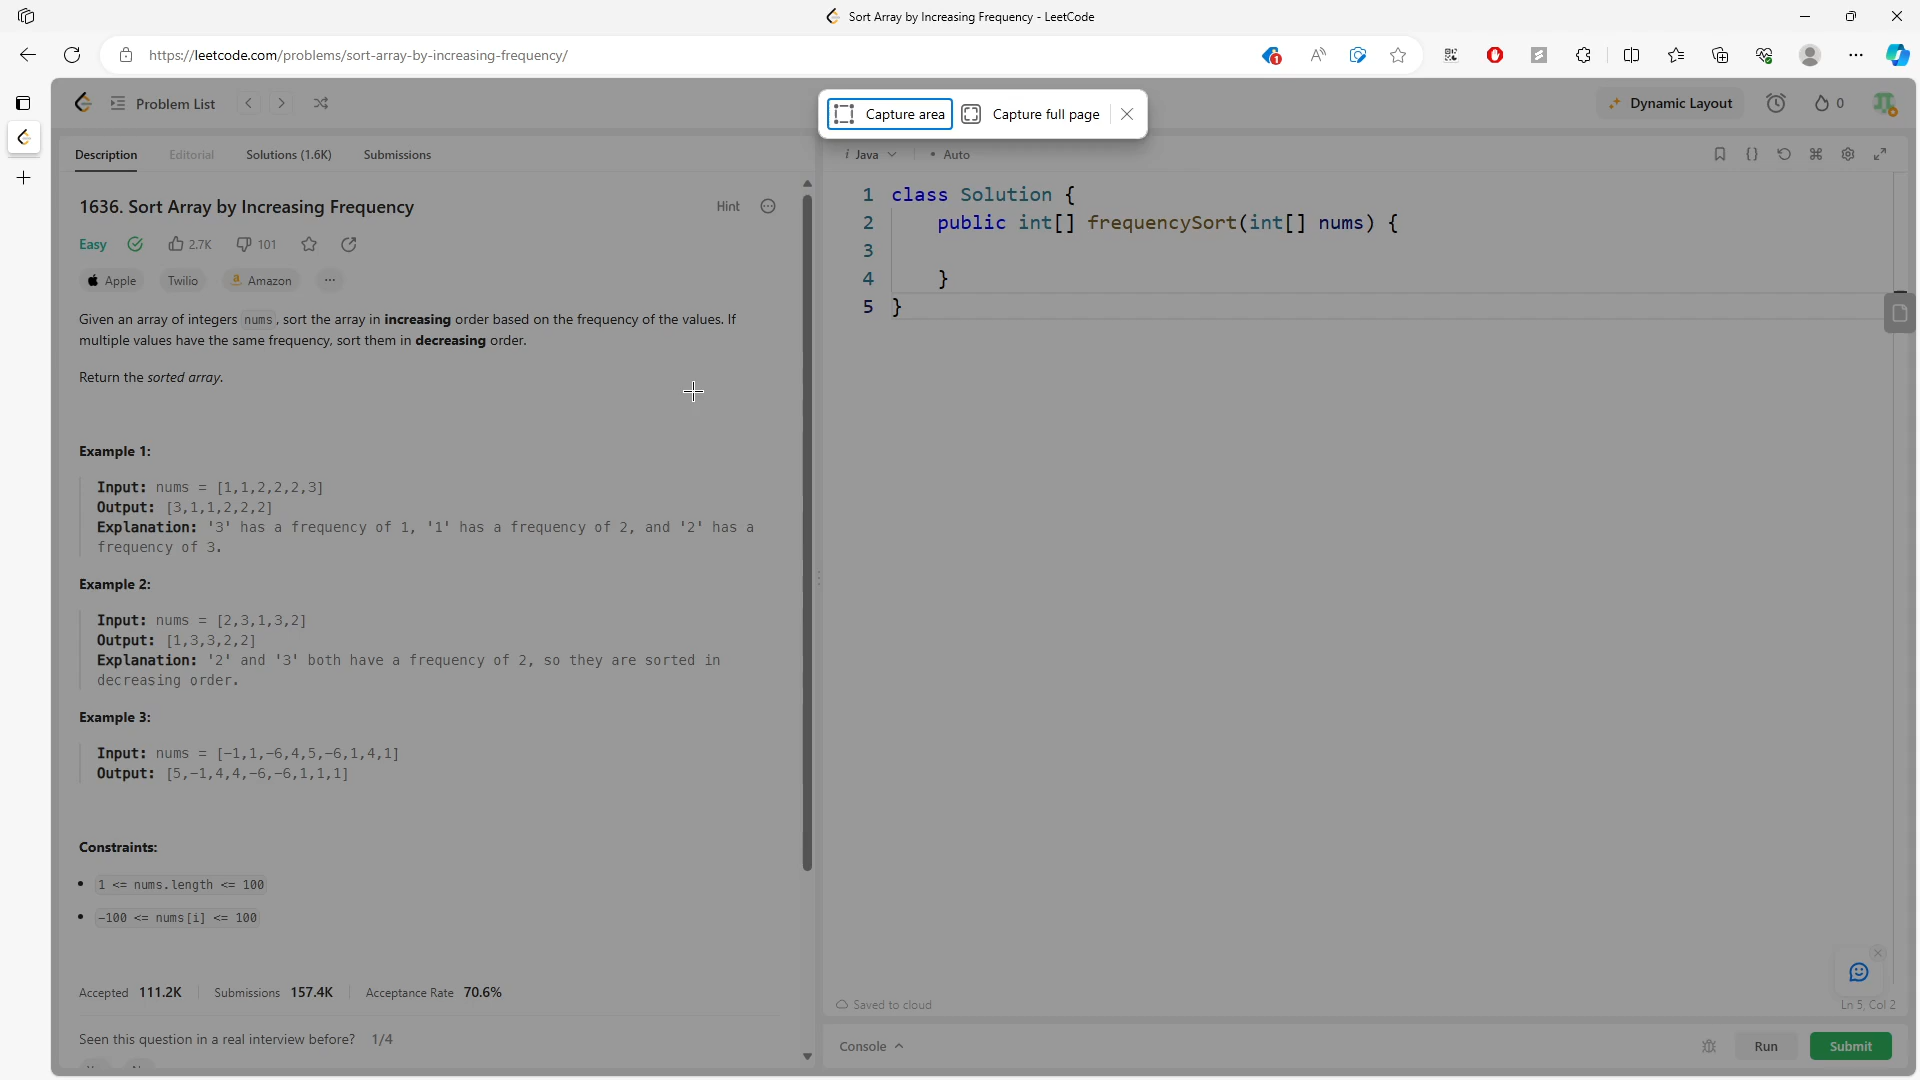 Sort Array by Increasing Frequency - LeetCode
https://leetcode.com/problems/sort-array-by-increasing-frequency/
1
Problem List
Capture area
Capture full page
Dynamic Layout
0
Description
Editorial
Solutions (1.6K)
Submissions
1636. Sort Array by Increasing Frequency
Hint
Easy
2.7K
101
Apple
Twilio
Amazon
Given an array of integers nums, sort the array in increasing order based on the frequency of the values. If
multiple values have the same frequency, sort them in decreasing order.
Return the sorted array.
Example 1:
Input: nums = [1,1,2,2,2,3]
Output: [3,1,1,2,2,2]
Explanation: '3' has a frequency of 1, '1' has a frequency of 2, and '2' has a
frequency of 3.
Example 2:
Input: nums = [2,3,1,3,2]
Output: [1,3,3,2,2]
Explanation: '2' and '3' both have a frequency of 2, so they are sorted in
decreasing order.
Example 3:
Input: nums = [-1,1,-6,4,5,-6,1,4,1]
Output: [5,-1,4,4,-6,-6,1,1,1]
Constraints:
• 1 <= nums.length <= 100
• -100 <= nums[i] <= 100
Accepted 111.2K
Submissions 157.4K
Acceptance Rate 70.6%
Seen this question in a real interview before? 1/4
i Java
• Auto
1 class Solution {
2 public int[] frequencySort(int[] nums) {
3
4 }
5 }
Saved to cloud
Ln 5, Col 2
Console
Run
Submit